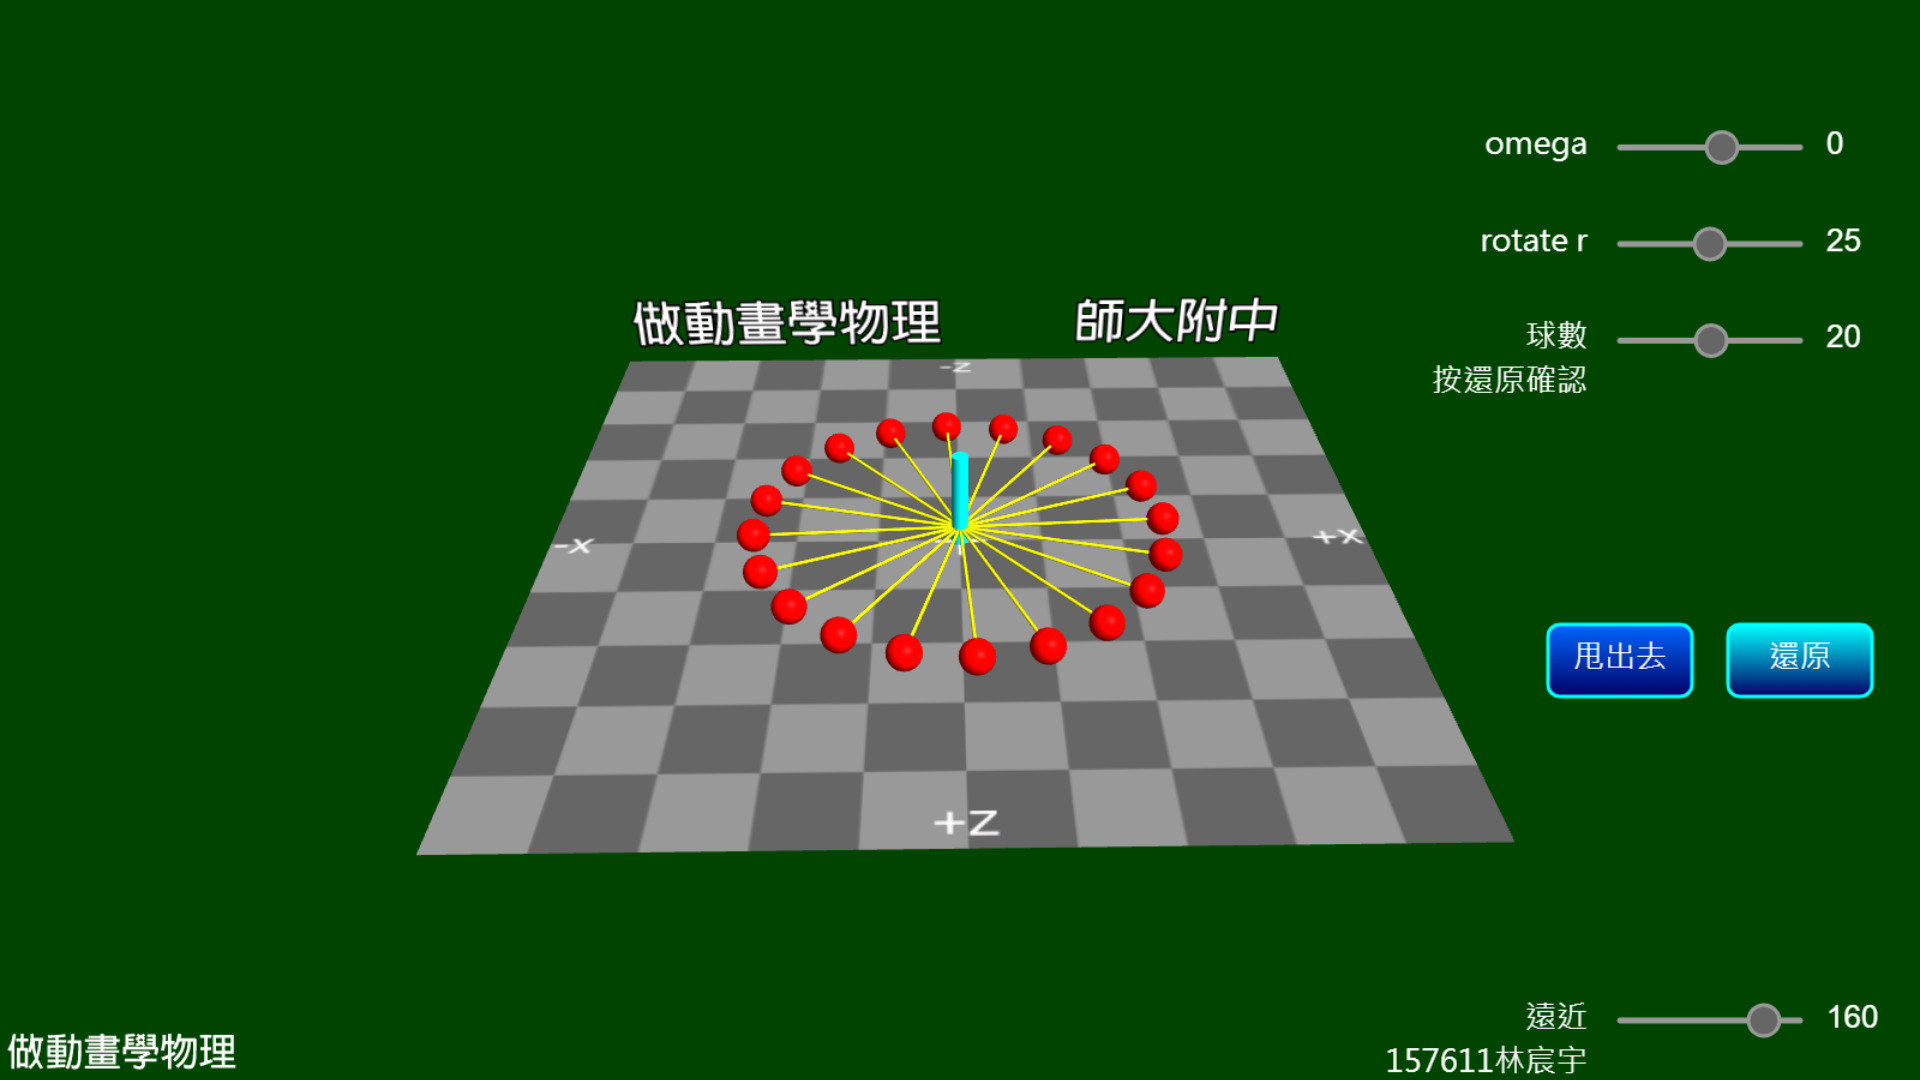 omega 0
rotate r 25
球數 20
按還原確認
做動畫學物理 師大附中
-Z
-X
+X
+Z
甩出去 還原
遠近 160
157611林宸宇
做動畫學物理